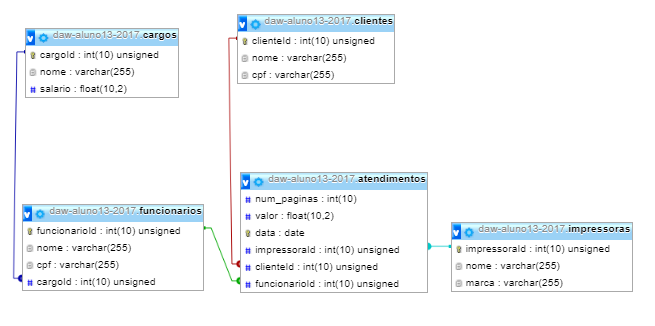 daw-aluno13-2017 cargos
cargoId : int(10) unsigned
nome : varchar(255)
salario : float(10,2)
daw-aluno13-2017 clientes
clienteId : int(10) unsigned
nome : varchar(255)
cpf : varchar(255)
daw-aluno13-2017 funcionarios
funcionarioId : int(10) unsigned
nome : varchar(255)
cpf : varchar(255)
cargoId : int(10) unsigned
daw-aluno13-2017 atendimentos
num_paginas : int(10)
valor : float(10,2)
data : date
impressoraId : int(10) unsigned
clienteId : int(10) unsigned
funcionarioId : int(10) unsigned
daw-aluno13-2017 impressoras
impressoraId : int(10) unsigned
nome : varchar(255)
marca : varchar(255)